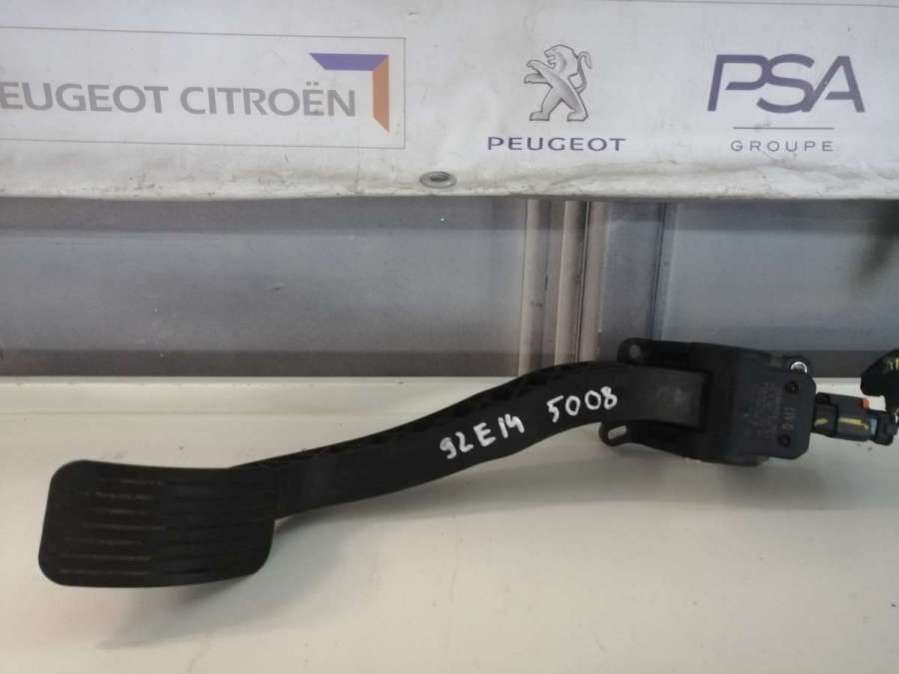 PEUGEOT CITROËN
PEUGEOT
PSA
GROUPE
92E14 5008